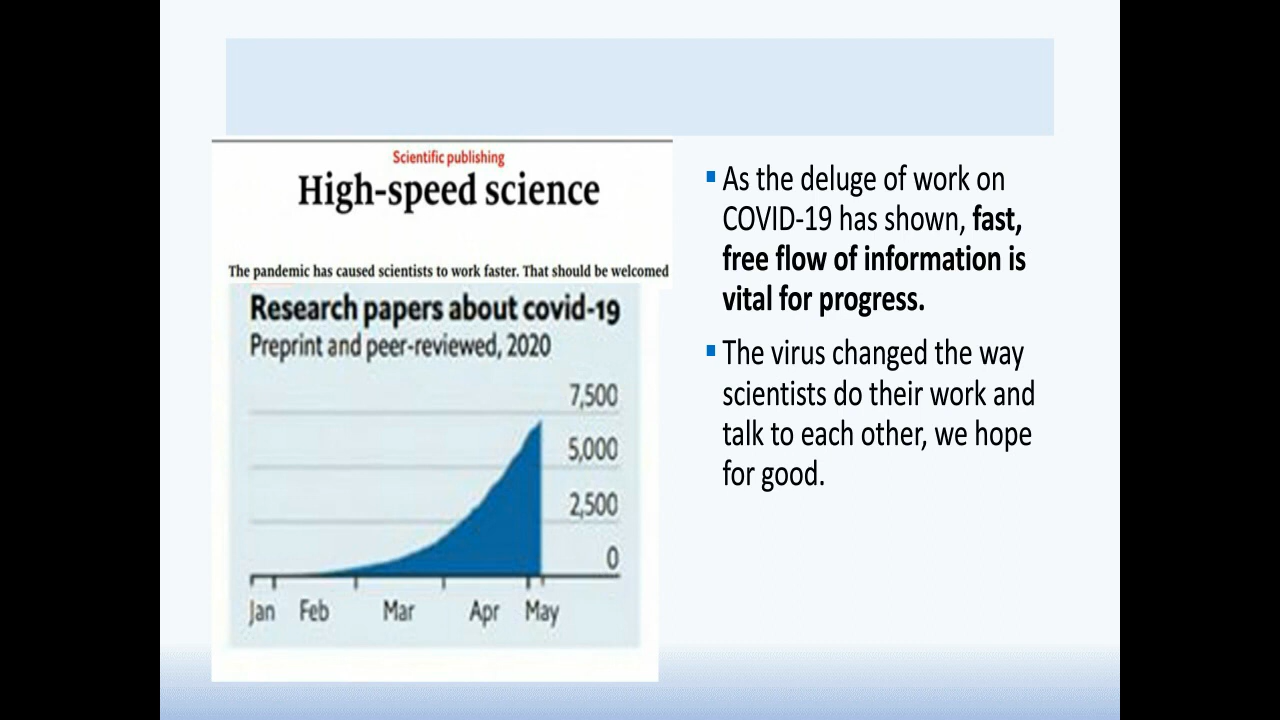 Scientific publishing
High-speed science
The pandemic has caused scientists to work faster. That should be welcomed
Research papers about covid-19
Preprint and peer-reviewed, 2020
7,500
5,000
2,500
0
Jan Feb Mar Apr May
As the deluge of work on
COVID-19 has shown, fast,
free flow of information is
vital for progress.
The virus changed the way
scientists do their work and
talk to each other, we hope
for good.